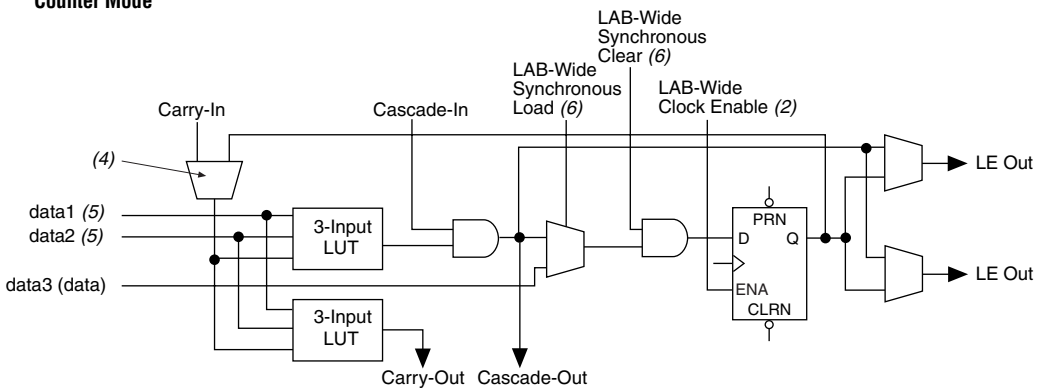 Counter Mode
LAB-Wide
Synchronous
Clear (6)
LAB-Wide
Synchronous
Load (6)
LAB-Wide
Clock Enable (2)
Carry-In
Cascade-In
(4)
LE Out
data1 (5)
data2 (5)
3-Input
LUT
PRN
D
Q
data3 (data)
ENA
CLRN
LE Out
3-Input
LUT
Carry-Out
Cascade-Out